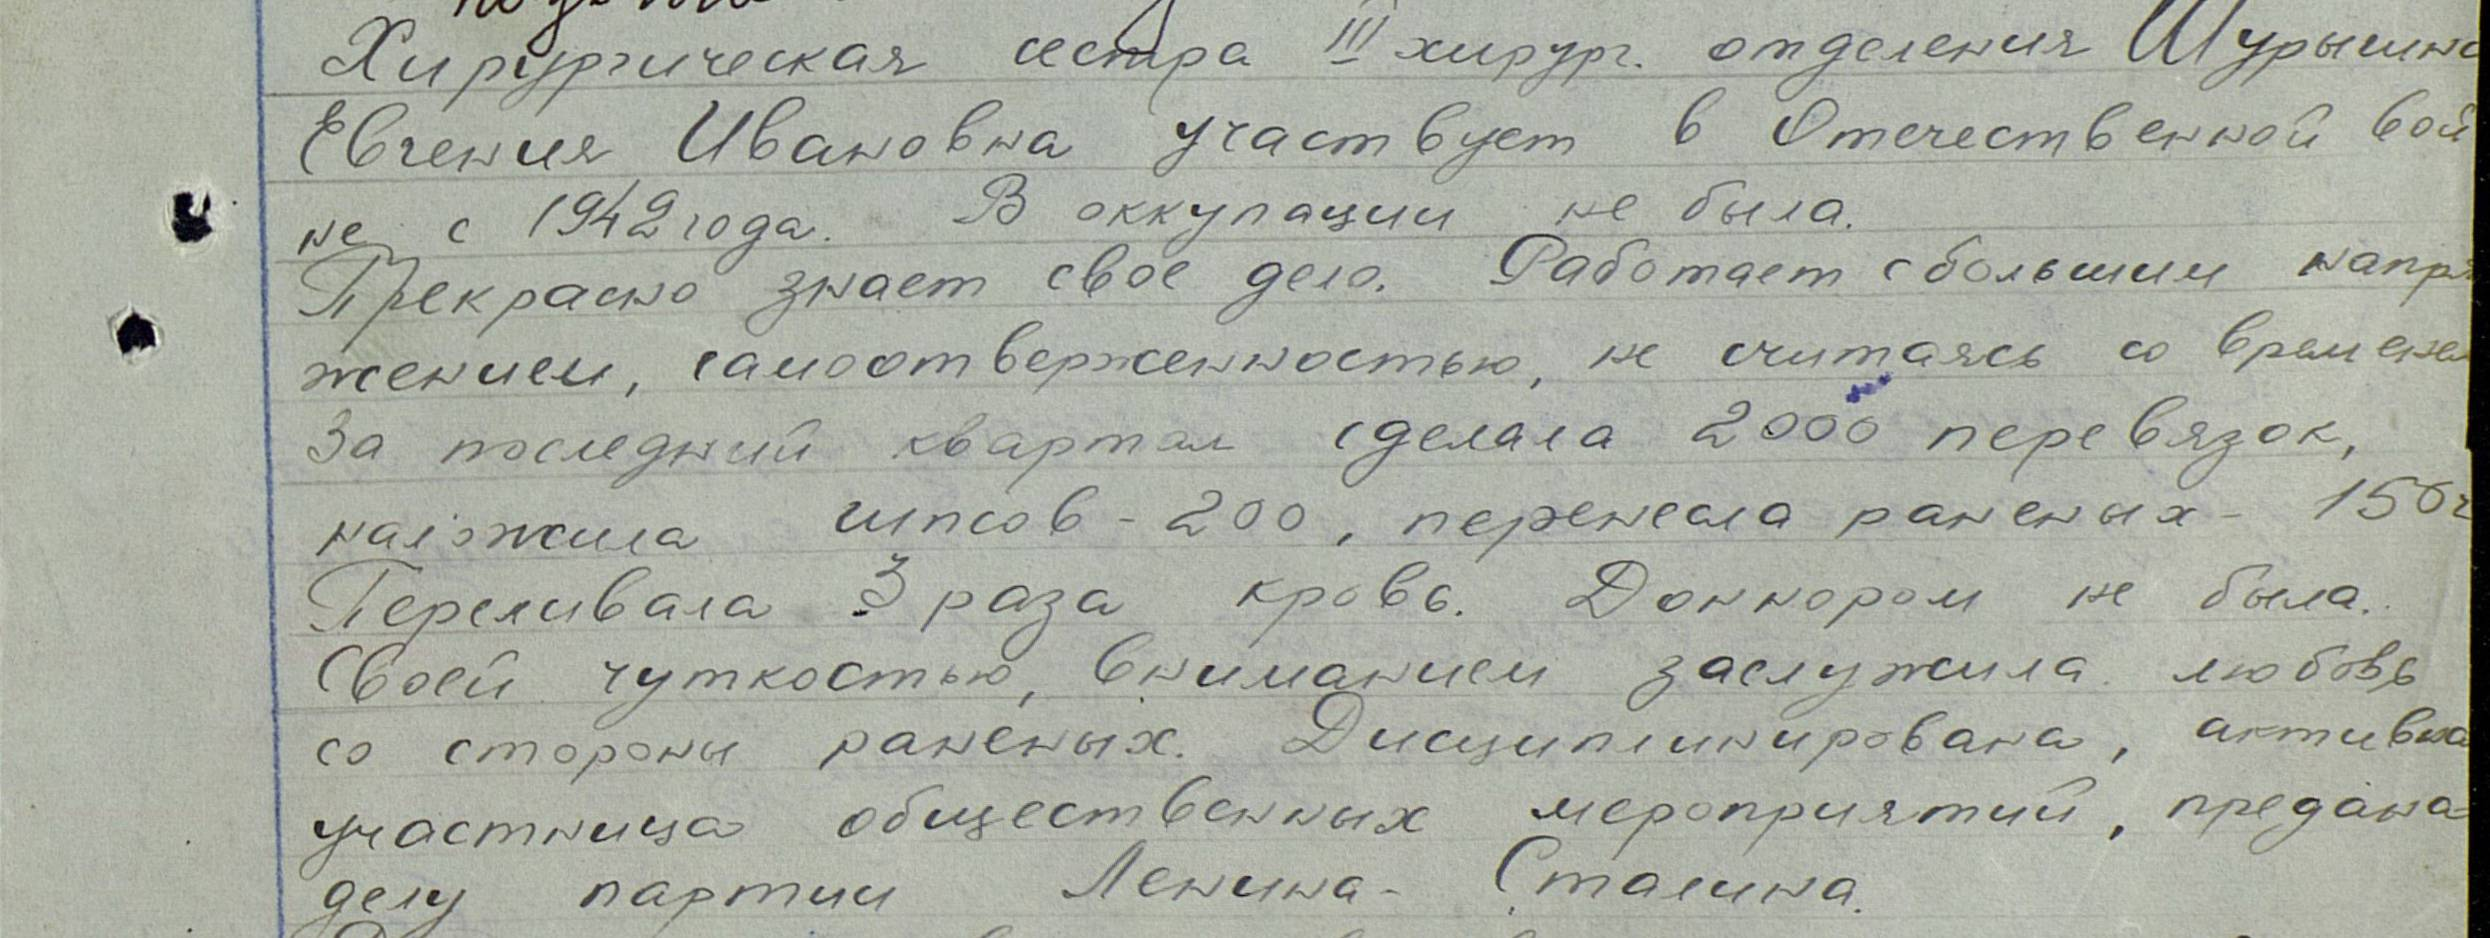 Хирургическая сестра III хирург. отделения Шурыгина
Евгения Ивановна участвует в Отечественной вой
не с 1942 года. В оккупации не была.
Прекрасно знает свое дело. Работает с большим напря
жением, самоотверженностью, не считаясь со временем
За последний квартал сделала 2000 перевязок,
наложила гипсов - 200, перенесла раненых - 150 ч
Переливала 3 раза кровь. Доннором не была.
Своей чуткостью, вниманием заслужила любовь
со стороны раненых. Дисциплинирована, активна
участница общественных мероприятий, предана
делу партии Ленина - Сталина.